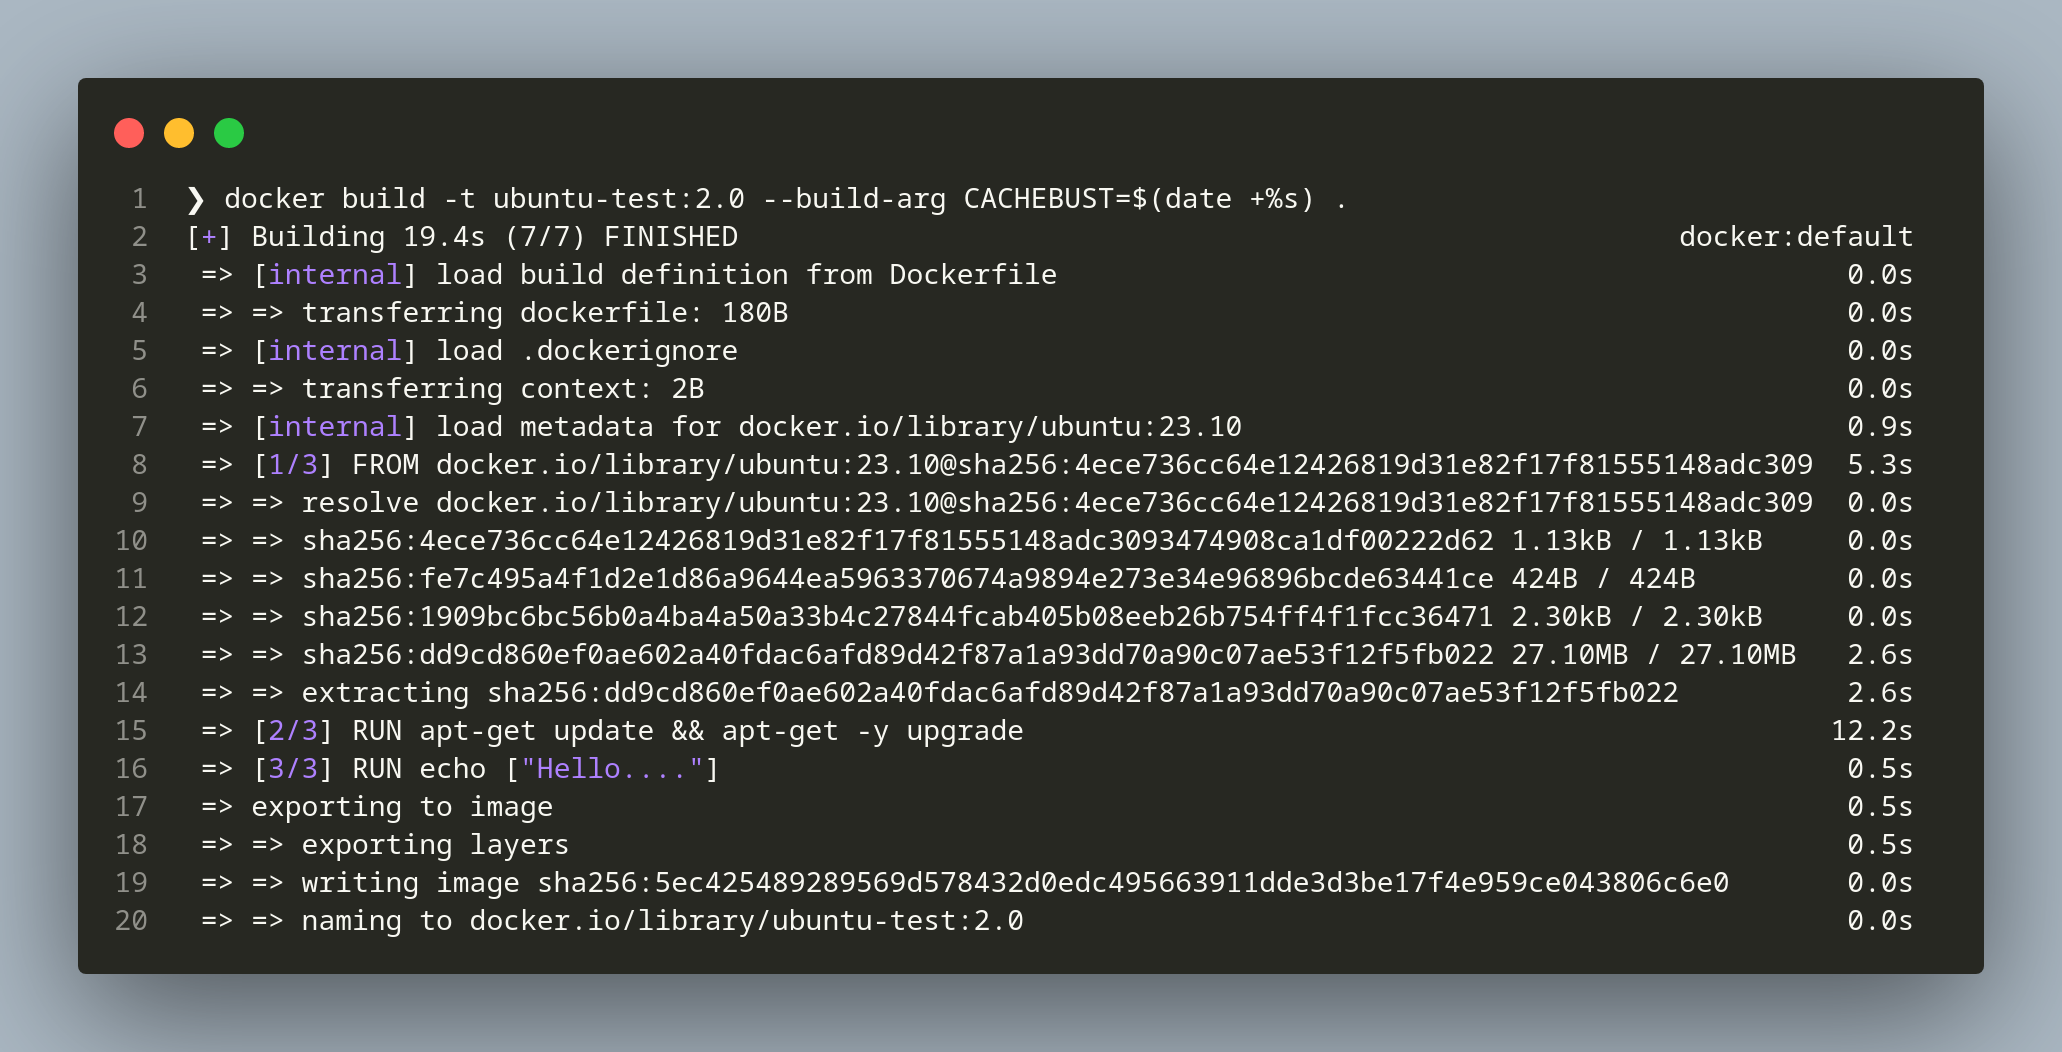 1 ❯ docker build -t ubuntu-test:2.0 --build-arg CACHEBUST=$(date +%s) .
2 [+] Building 19.4s (7/7) FINISHED docker:default
3 => [internal] load build definition from Dockerfile 0.0s
4 => => transferring dockerfile: 180B 0.0s
5 => [internal] load .dockerignore 0.0s
6 => => transferring context: 2B 0.0s
7 => [internal] load metadata for docker.io/library/ubuntu:23.10 0.9s
8 => [1/3] FROM docker.io/library/ubuntu:23.10@sha256:4ece736cc64e12426819d31e82f17f81555148adc309 5.3s
9 => => resolve docker.io/library/ubuntu:23.10@sha256:4ece736cc64e12426819d31e82f17f81555148adc309 0.0s
10 => => sha256:4ece736cc64e12426819d31e82f17f81555148adc3093474908ca1df00222d62 1.13kB / 1.13kB 0.0s
11 => => sha256:fe7c495a4f1d2e1d86a9644ea5963370674a9894e273e34e96896bcde63441ce 424B / 424B 0.0s
12 => => sha256:1909bc6bc56b0a4ba4a50a33b4c27844fcab405b08eeb26b754ff4f1fcc36471 2.30kB / 2.30kB 0.0s
13 => => sha256:dd9cd860ef0ae602a40fdac6afd89d42f87a1a93dd70a90c07ae53f12f5fb022 27.10MB / 27.10MB 2.6s
14 => => extracting sha256:dd9cd860ef0ae602a40fdac6afd89d42f87a1a93dd70a90c07ae53f12f5fb022 2.6s
15 => [2/3] RUN apt-get update && apt-get -y upgrade 12.2s
16 => [3/3] RUN echo ["Hello...."] 0.5s
17 => exporting to image 0.5s
18 => => exporting layers 0.5s
19 => => writing image sha256:5ec425489289569d578432d0edc495663911dde3d3be17f4e959ce043806c6e0 0.0s
20 => => naming to docker.io/library/ubuntu-test:2.0 0.0s